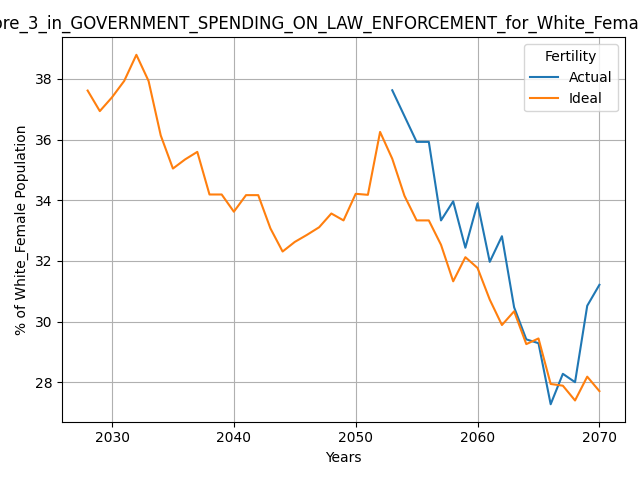 ore_3_in_GOVERNMENT_SPENDING_ON_LAW_ENFORCEMENT_for_White_Fema
Fertility
Actual
Ideal
% of White_Female Population
38
36
34
32
30
28
2030 2040 2050 2060 2070
Years